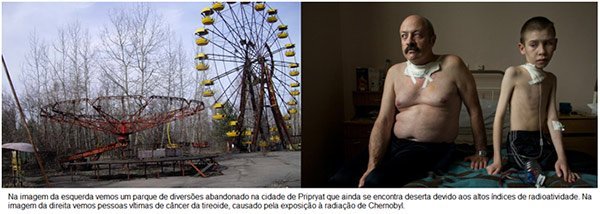 Na imagem da esquerda vemos um parque de diversões abandonado na cidade de Pripryat que ainda se encontra deserta devido aos altos índices de radioatividade. Na
imagem da direita vemos pessoas vítimas de câncer da tireoide, causado pela exposição à radiação de Chernobyl.